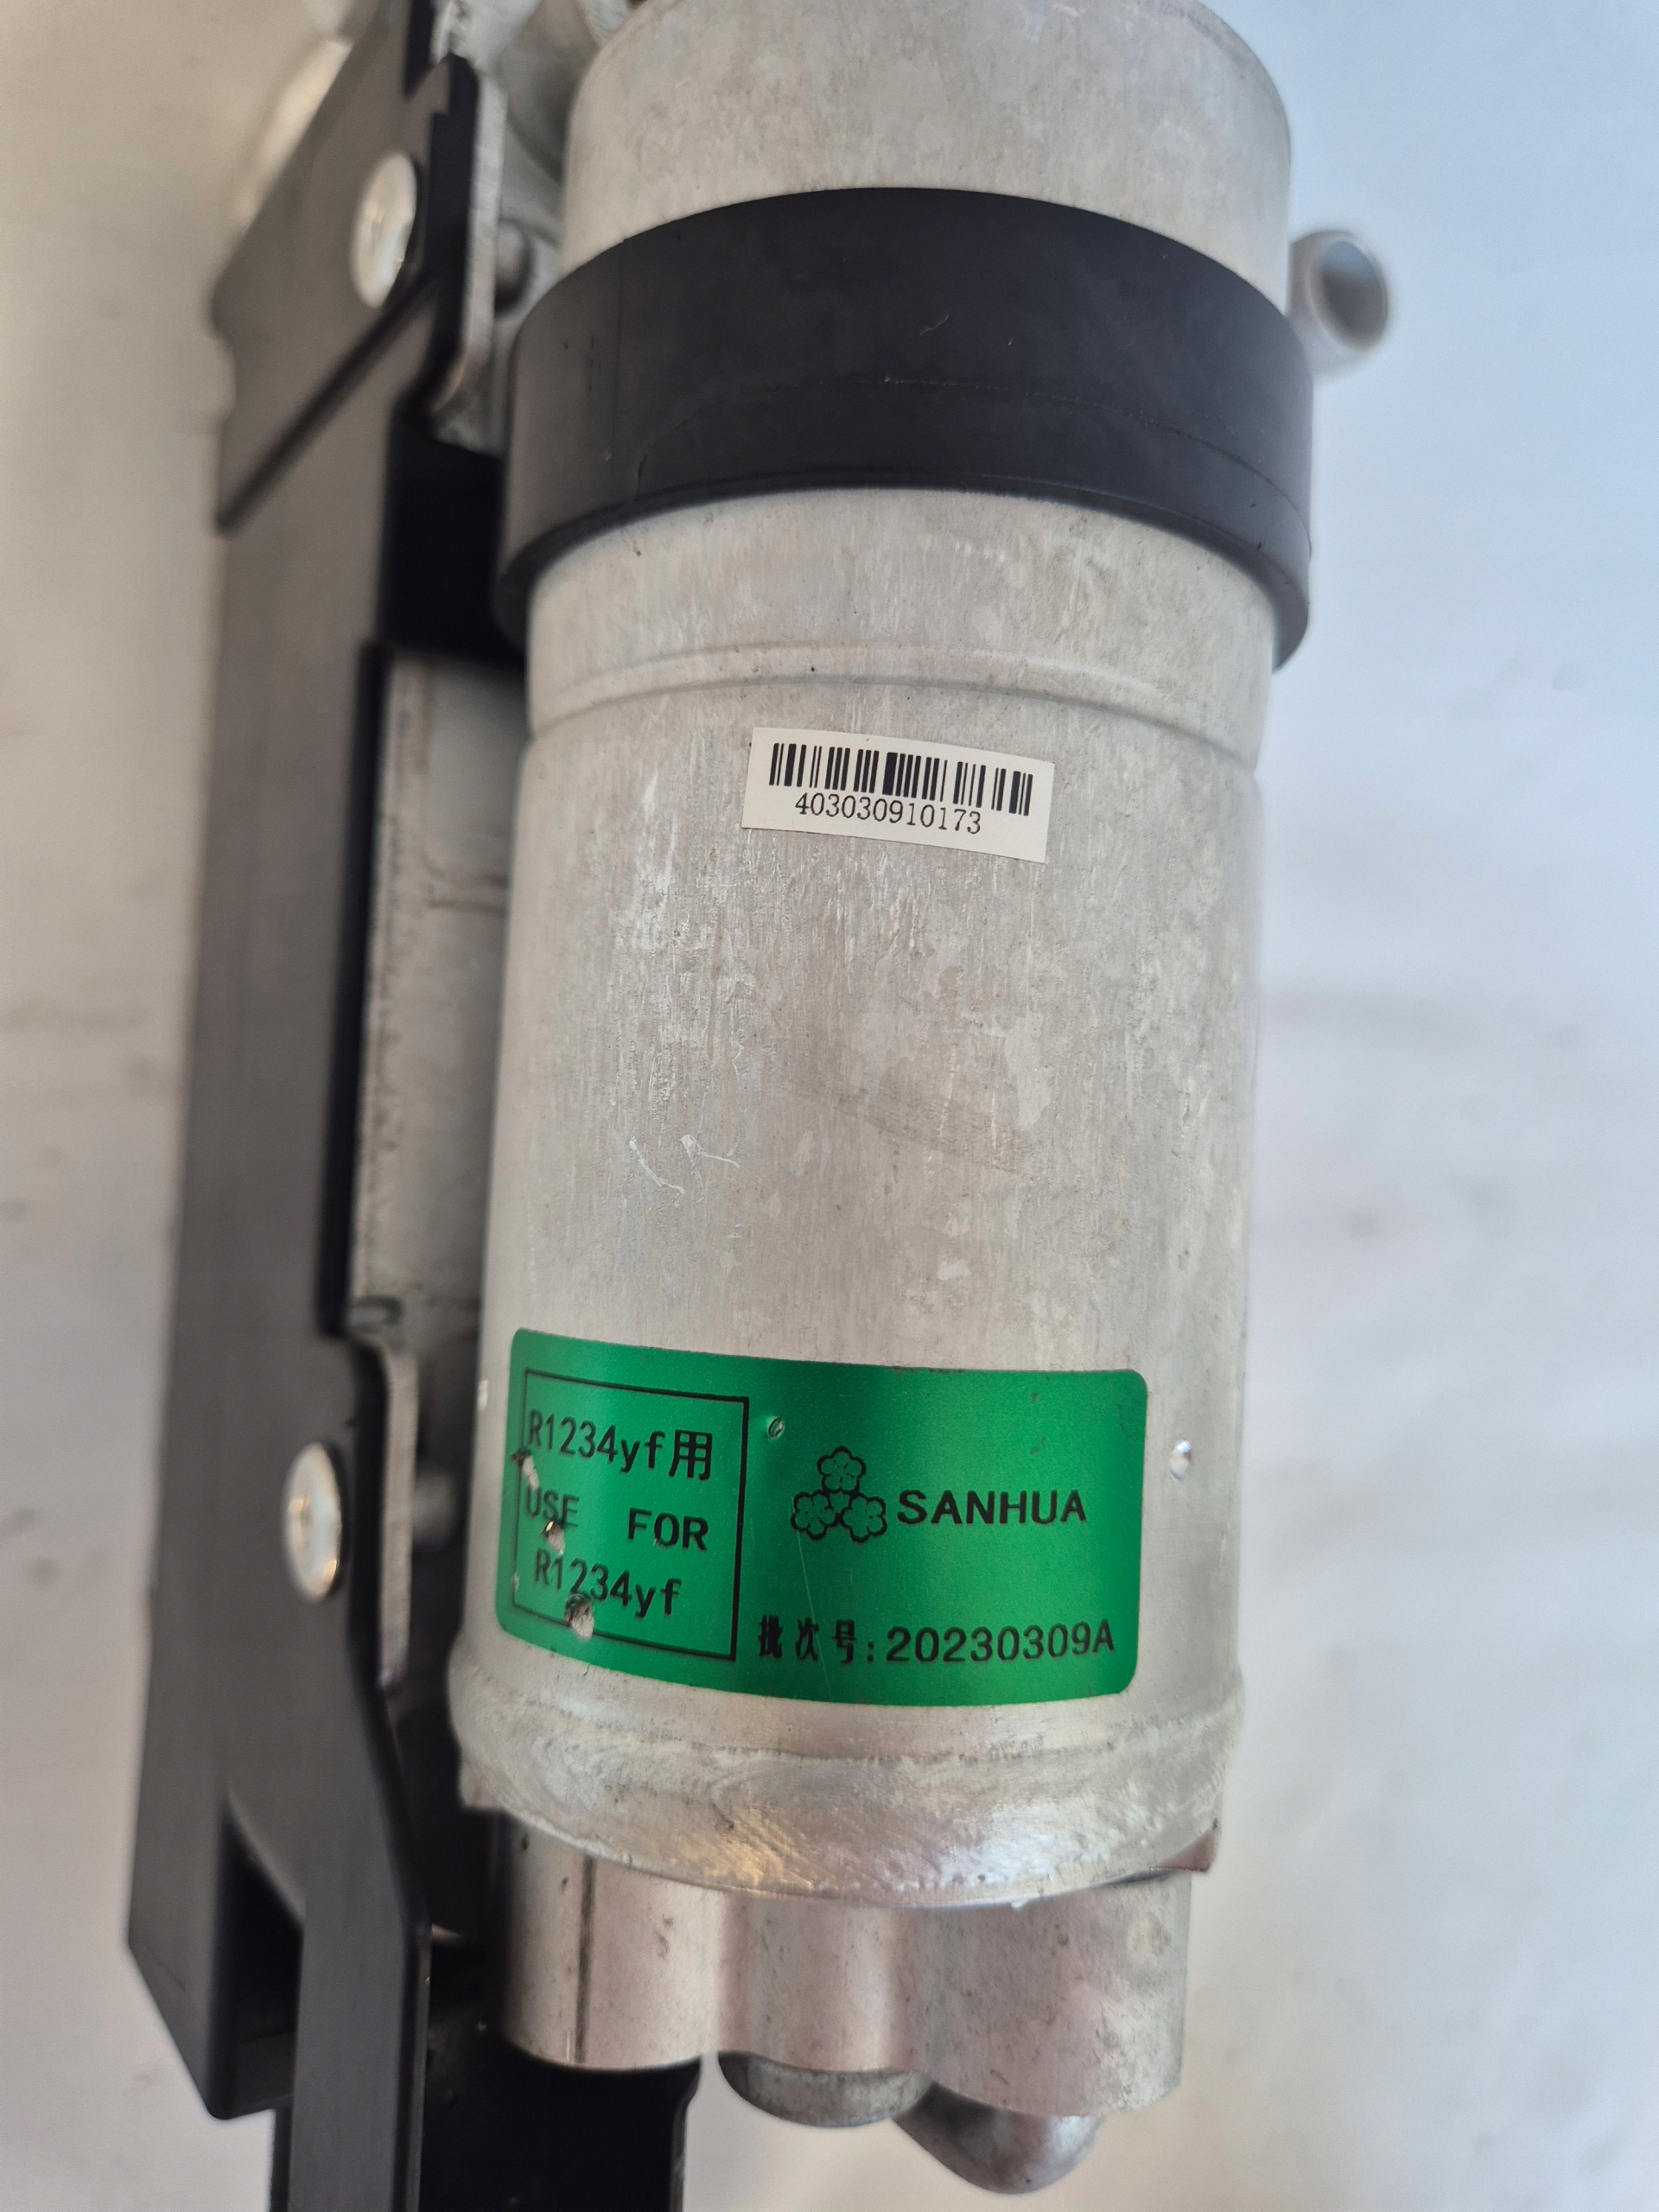 403030910173
R1234yf用
USE FOR
R1234yf
SANHUA
批次号:20230309A